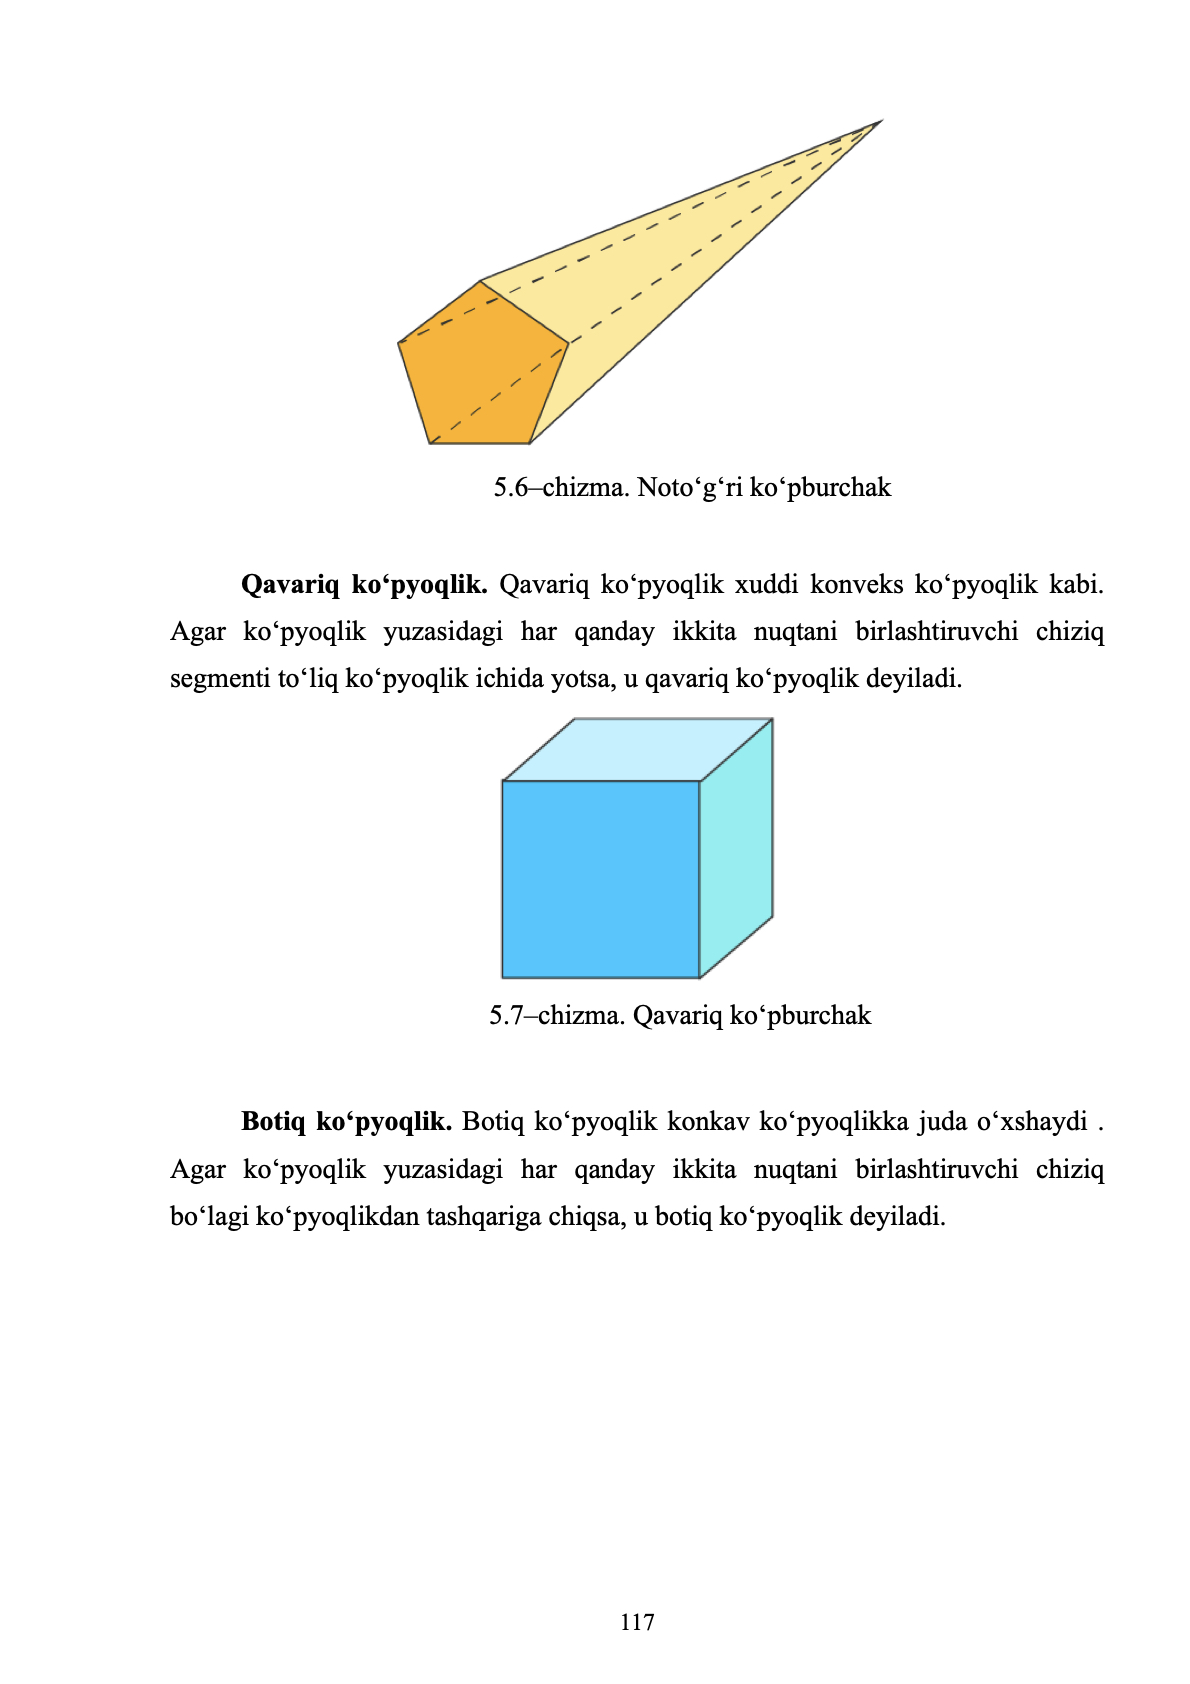 5.6–chizma. Noto‘g‘ri ko‘pburchak
Qavariq ko‘pyoqlik. Qavariq ko‘pyoqlik xuddi konveks ko‘pyoqlik kabi.
Agar ko‘pyoqlik yuzasidagi har qanday ikkita nuqtani birlashtiruvchi chiziq
segmenti to‘liq ko‘pyoqlik ichida yotsa, u qavariq ko‘pyoqlik deyiladi.
5.7–chizma. Qavariq ko‘pburchak
Botiq ko‘pyoqlik. Botiq ko‘pyoqlik konkav ko‘pyoqlikka juda o‘xshaydi .
Agar ko‘pyoqlik yuzasidagi har qanday ikkita nuqtani birlashtiruvchi chiziq
bo‘lagi ko‘pyoqlikdan tashqariga chiqsa, u botiq ko‘pyoqlik deyiladi.
117